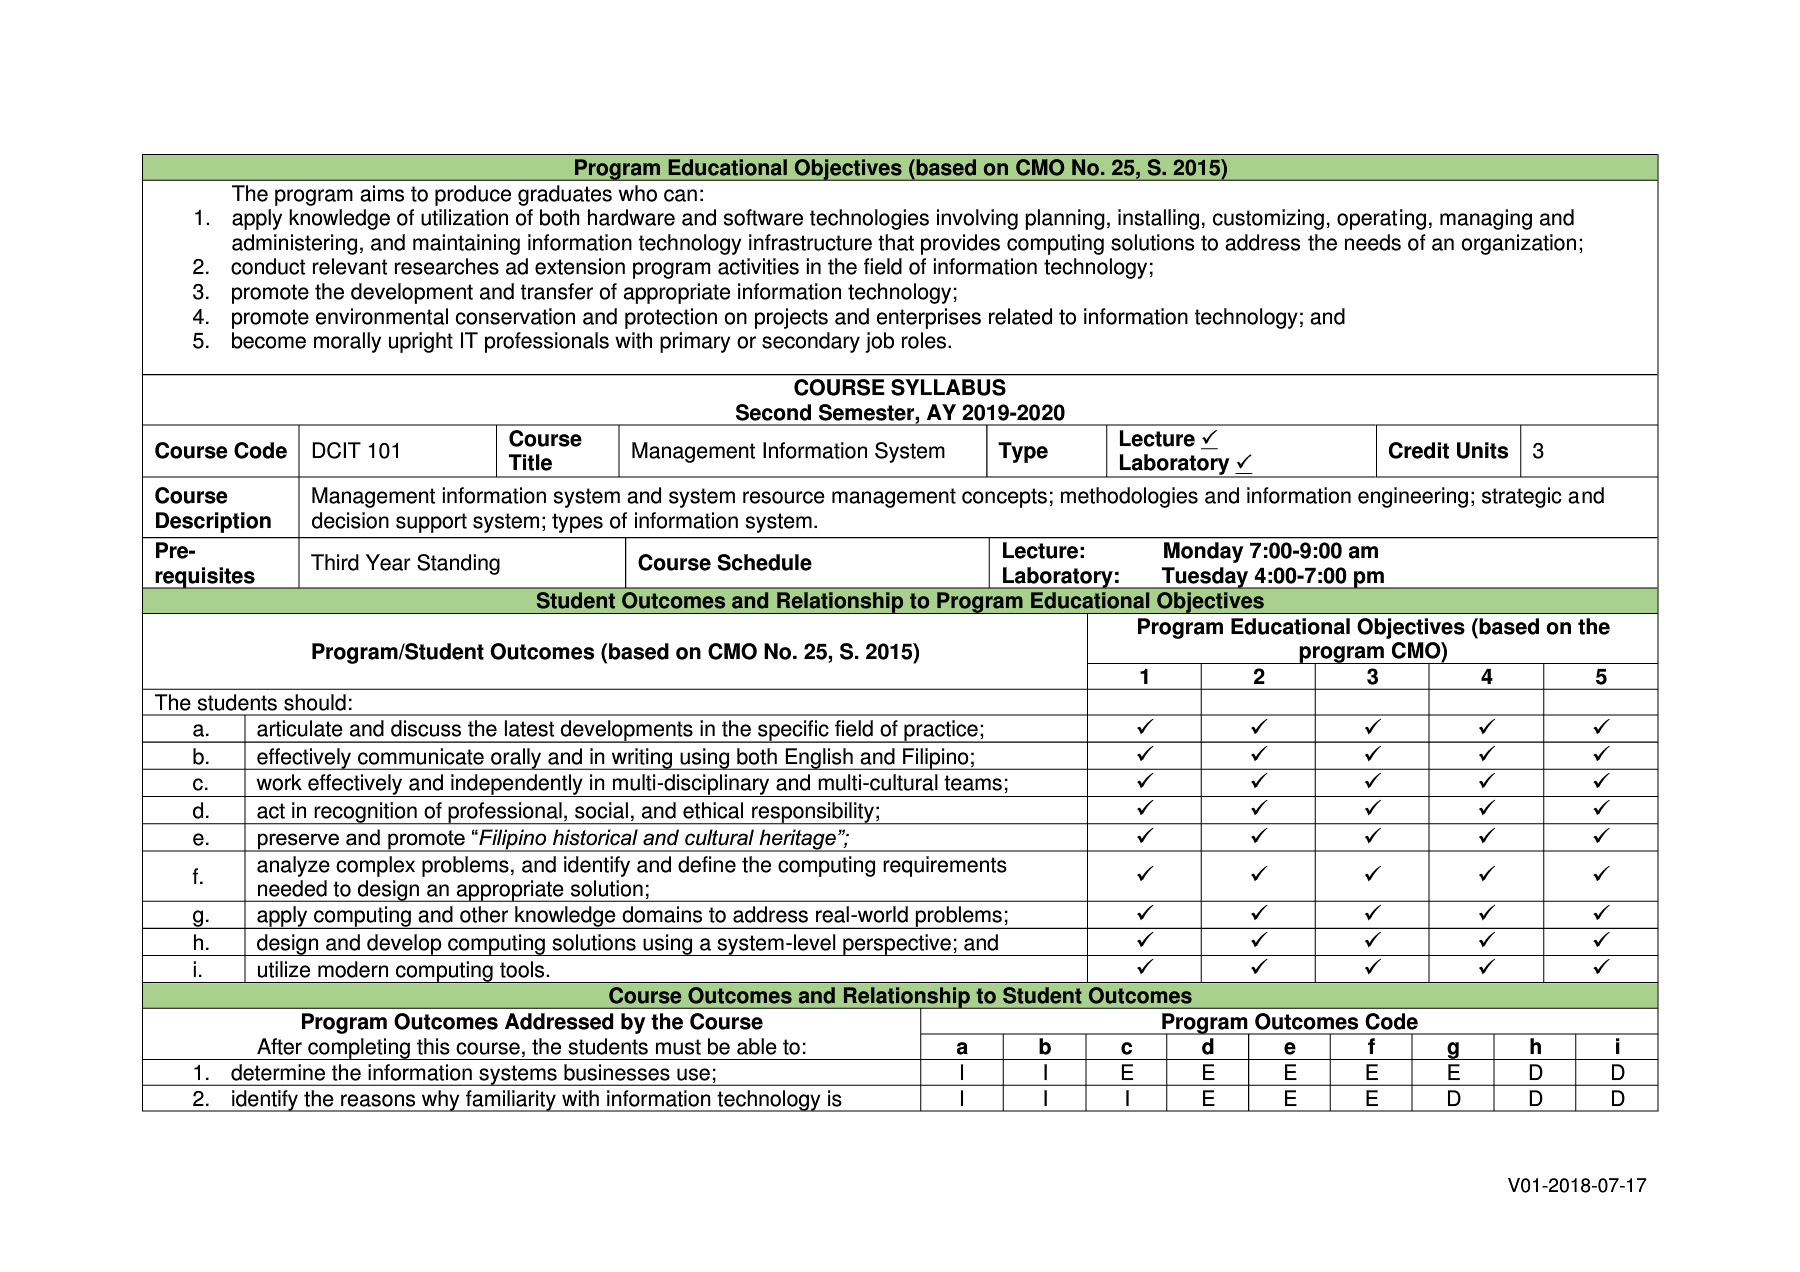 Program Educational Objectives (based on CMO No. 25, S. 2015)
The program aims to produce graduates who can:
1. apply knowledge of utilization of both hardware and software technologies involving planning, installing, customizing, operating, managing and
administering, and maintaining information technology infrastructure that provides computing solutions to address the needs of an organization;
2. conduct relevant researches ad extension program activities in the field of information technology;
3. promote the development and transfer of appropriate information technology;
4. promote environmental conservation and protection on projects and enterprises related to information technology; and
5. become morally upright IT professionals with primary or secondary job roles.
COURSE SYLLABUS
Second Semester, AY 2019-2020
Course Code DCIT 101 Course Title Management Information System Type Lecture ✓ Laboratory ✓ Credit Units 3
Course Description
Management information system and system resource management concepts; methodologies and information engineering; strategic and
decision support system; types of information system.
Pre-requisites Third Year Standing Course Schedule
Lecture: Monday 7:00-9:00 am
Laboratory: Tuesday 4:00-7:00 pm
Student Outcomes and Relationship to Program Educational Objectives
Program/Student Outcomes (based on CMO No. 25, S. 2015)
Program Educational Objectives (based on the
program CMO)
1 2 3 4 5
The students should:
a. articulate and discuss the latest developments in the specific field of practice; ✓ ✓ ✓ ✓ ✓
b. effectively communicate orally and in writing using both English and Filipino; ✓ ✓ ✓ ✓ ✓
c. work effectively and independently in multi-disciplinary and multi-cultural teams; ✓ ✓ ✓ ✓ ✓
d. act in recognition of professional, social, and ethical responsibility; ✓ ✓ ✓ ✓ ✓
e. preserve and promote “Filipino historical and cultural heritage”; ✓ ✓ ✓ ✓ ✓
f. analyze complex problems, and identify and define the computing requirements
needed to design an appropriate solution; ✓ ✓ ✓ ✓ ✓
g. apply computing and other knowledge domains to address real-world problems; ✓ ✓ ✓ ✓ ✓
h. design and develop computing solutions using a system-level perspective; and ✓ ✓ ✓ ✓ ✓
i. utilize modern computing tools. ✓ ✓ ✓ ✓ ✓
Course Outcomes and Relationship to Student Outcomes
Program Outcomes Addressed by the Course Program Outcomes Code
After completing this course, the students must be able to: a b c d e f g h i
1. determine the information systems businesses use; I I E E E E E D D
2. identify the reasons why familiarity with information technology is I I I E E E D D D
V01-2018-07-17